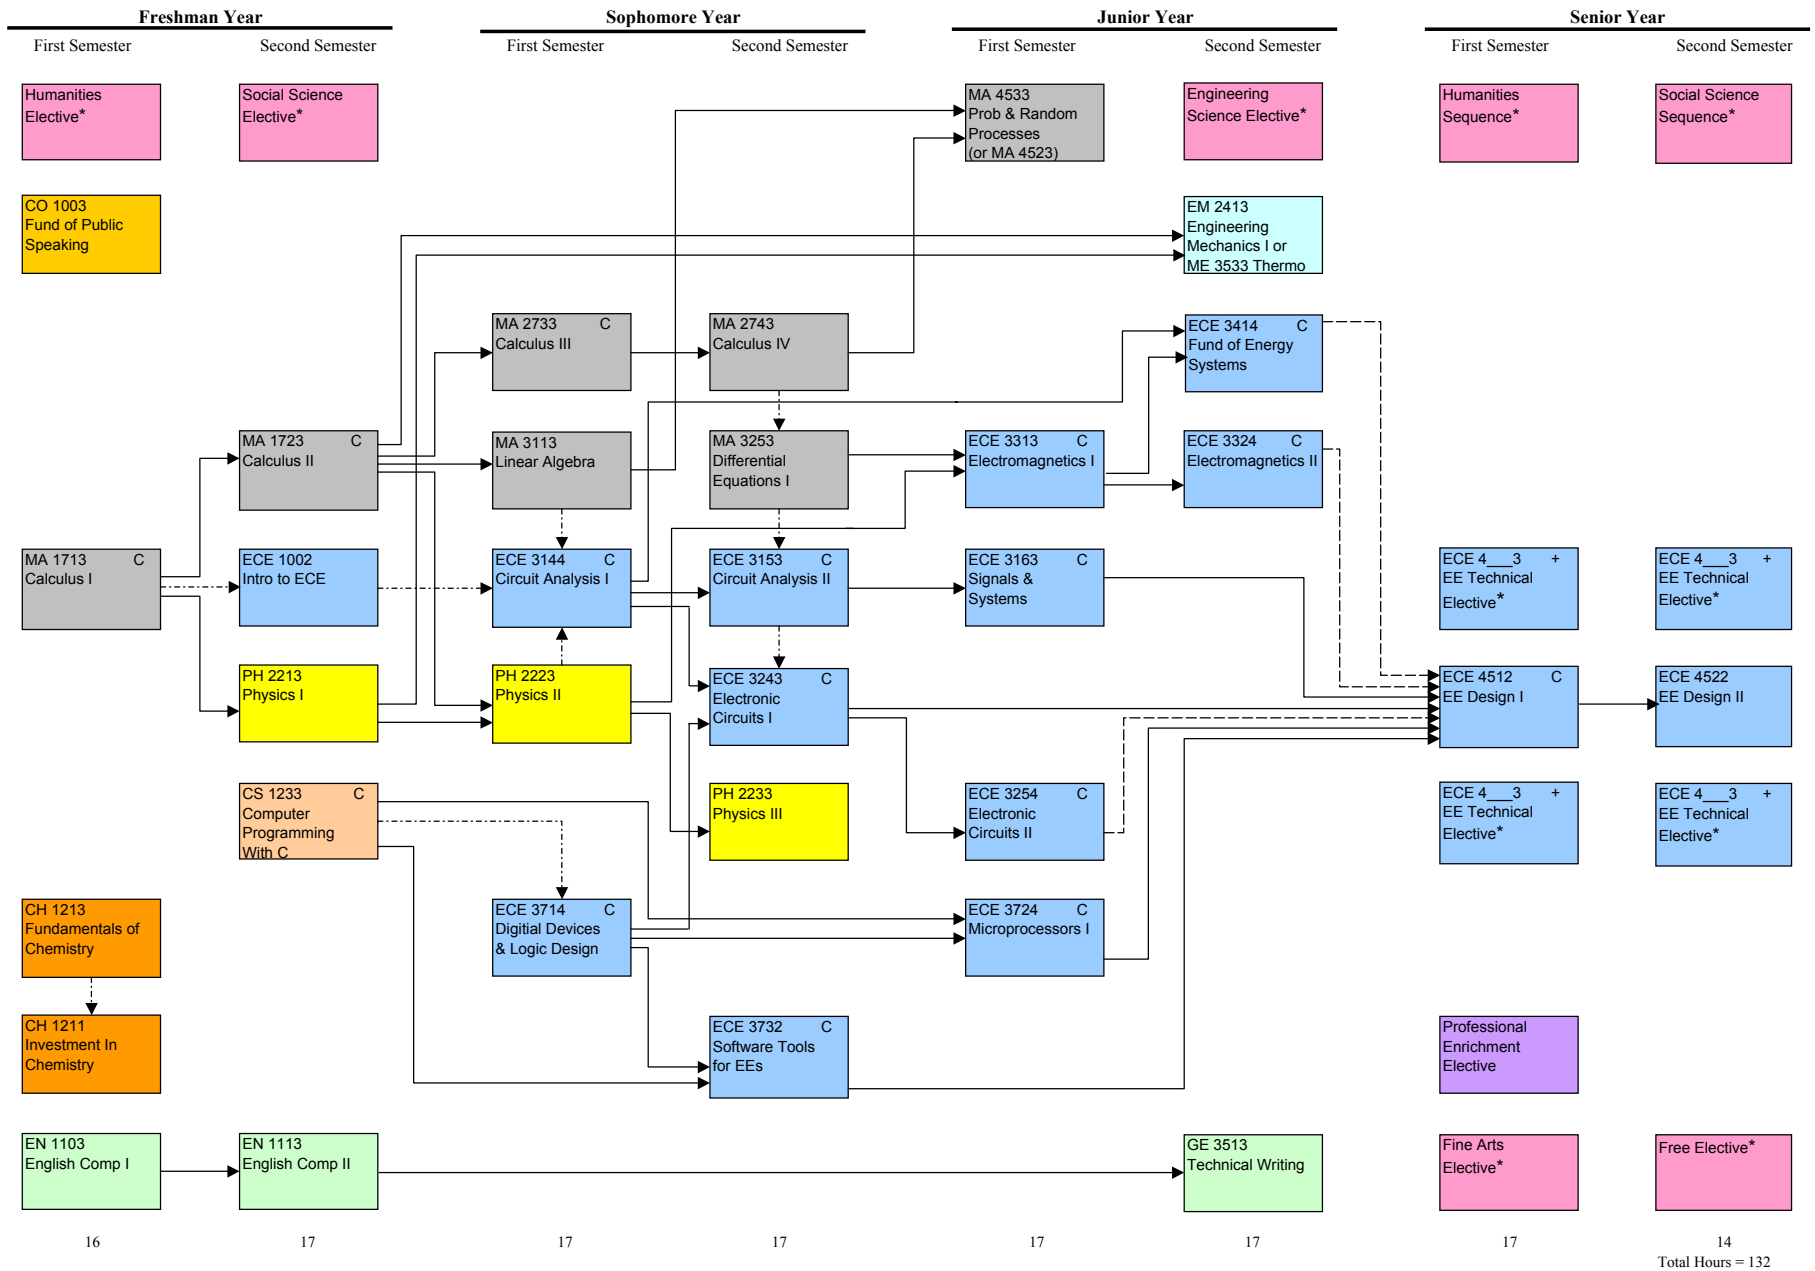 Freshman Year
Sophomore Year
Junior Year
Senior Year
First Semester
Second Semester
First Semester
Second Semester
First Semester
Second Semester
First Semester
Second Semester
Humanities
Elective*
Social Science
Elective*
MA 4533
Prob & Random
Processes
(or MA 4523)
Engineering
Science Elective*
Humanities
Sequence*
Social Science
Sequence*
CO 1003
Fund of Public
Speaking
EM 2413
Engineering
Mechanics I or
ME 3533 Thermo
MA 2733 C
Calculus III
MA 2743
Calculus IV
ECE 3414 C
Fund of Energy
Systems
MA 1723 C
Calculus II
MA 3113
Linear Algebra
MA 3253
Differential
Equations I
ECE 3313 C
Electromagnetics I
ECE 3324 C
Electromagnetics II
MA 1713 C
Calculus I
ECE 1002
Intro to ECE
ECE 3144 C
Circuit Analysis I
ECE 3153 C
Circuit Analysis II
ECE 3163 C
Signals &
Systems
ECE 4___3 +
EE Technical
Elective*
ECE 4___3 +
EE Technical
Elective*
PH 2213
Physics I
PH 2223
Physics II
ECE 3243 C
Electronic
Circuits I
ECE 4512 C
EE Design I
ECE 4522
EE Design II
CS 1233 C
Computer
Programming
With C
PH 2233
Physics III
ECE 3254 C
Electronic
Circuits II
ECE 4___3 +
EE Technical
Elective*
ECE 4___3 +
EE Technical
Elective*
CH 1213
Fundamentals of
Chemistry
ECE 3714 C
Digitial Devices
& Logic Design
ECE 3724 C
Microprocessors I
CH 1211
Investment In
Chemistry
ECE 3732 C
Software Tools
for EEs
Professional
Enrichment
Elective
EN 1103
English Comp I
EN 1113
English Comp II
GE 3513
Technical Writing
Fine Arts
Elective*
Free Elective*
16
17
17
17
17
17
17
14
Total Hours = 132